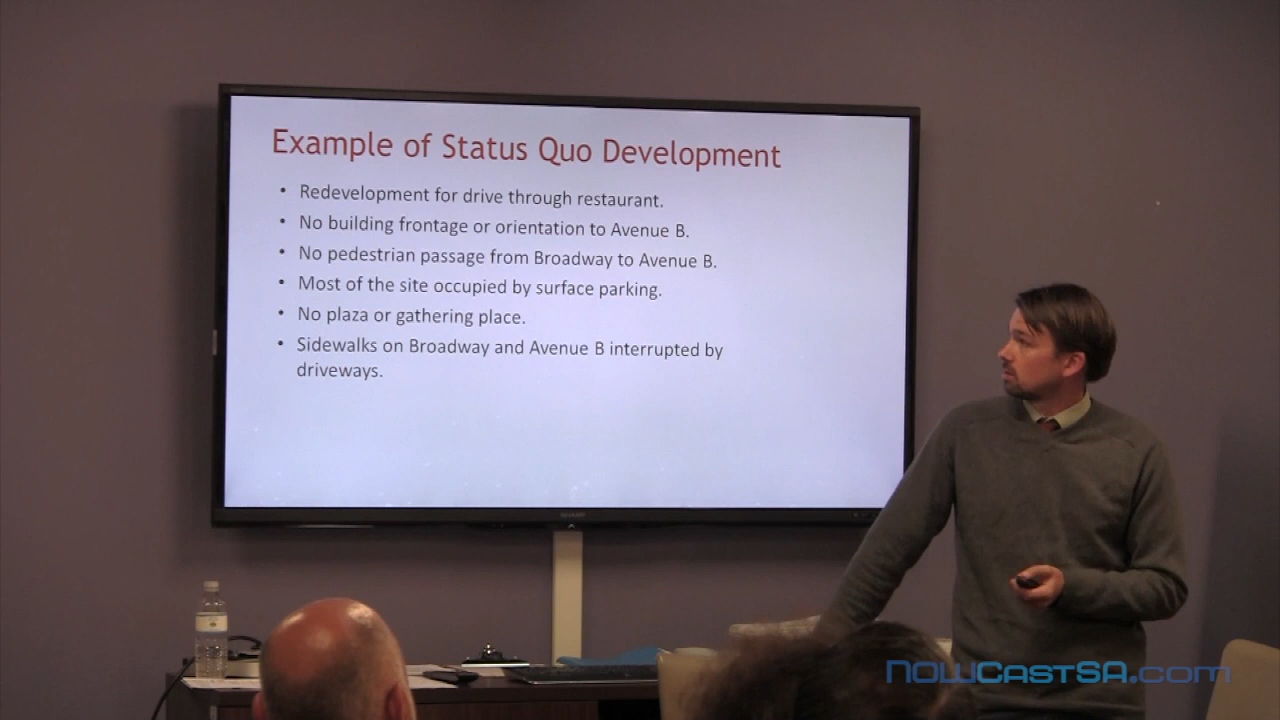 Example of Status Quo Development
• Redevelopment for drive through restaurant.
• No building frontage or orientation to Avenue B.
• No pedestrian passage from Broadway to Avenue B.
• Most of the site occupied by surface parking.
• No plaza or gathering place.
• Sidewalks on Broadway and Avenue B interrupted by
driveways.
SHARP
NowCastSA.com